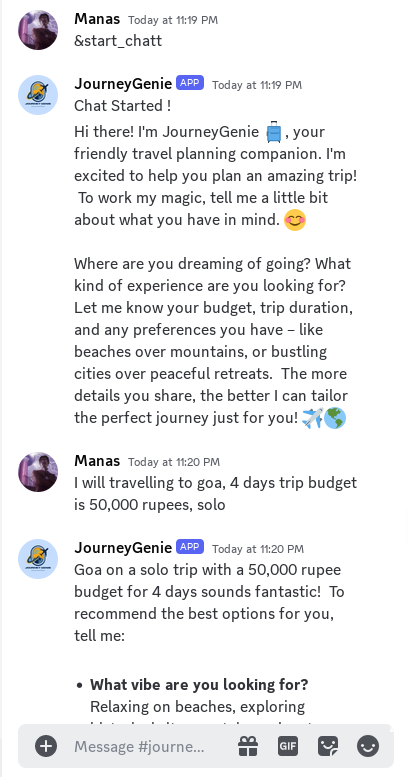 Manas Today at 11:19 PM
&start_chatt
JourneyGenie APP Today at 11:19 PM
Chat Started !
Hi there! I'm JourneyGenie 🧳, your
friendly travel planning companion. I'm
excited to help you plan an amazing trip!
To work my magic, tell me a little bit
about what you have in mind. 😊
Where are you dreaming of going? What
kind of experience are you looking for?
Let me know your budget, trip duration,
and any preferences you have – like
beaches over mountains, or bustling
cities over peaceful retreats. The more
details you share, the better I can tailor
the perfect journey just for you! ✈️🌎
Manas Today at 11:20 PM
I will travelling to goa, 4 days trip budget
is 50,000 rupees, solo
JourneyGenie APP Today at 11:20 PM
Goa on a solo trip with a 50,000 rupee
budget for 4 days sounds fantastic! To
recommend the best options for you,
tell me:
• What vibe are you looking for?
Relaxing on beaches, exploring
Message #journe...
GIF